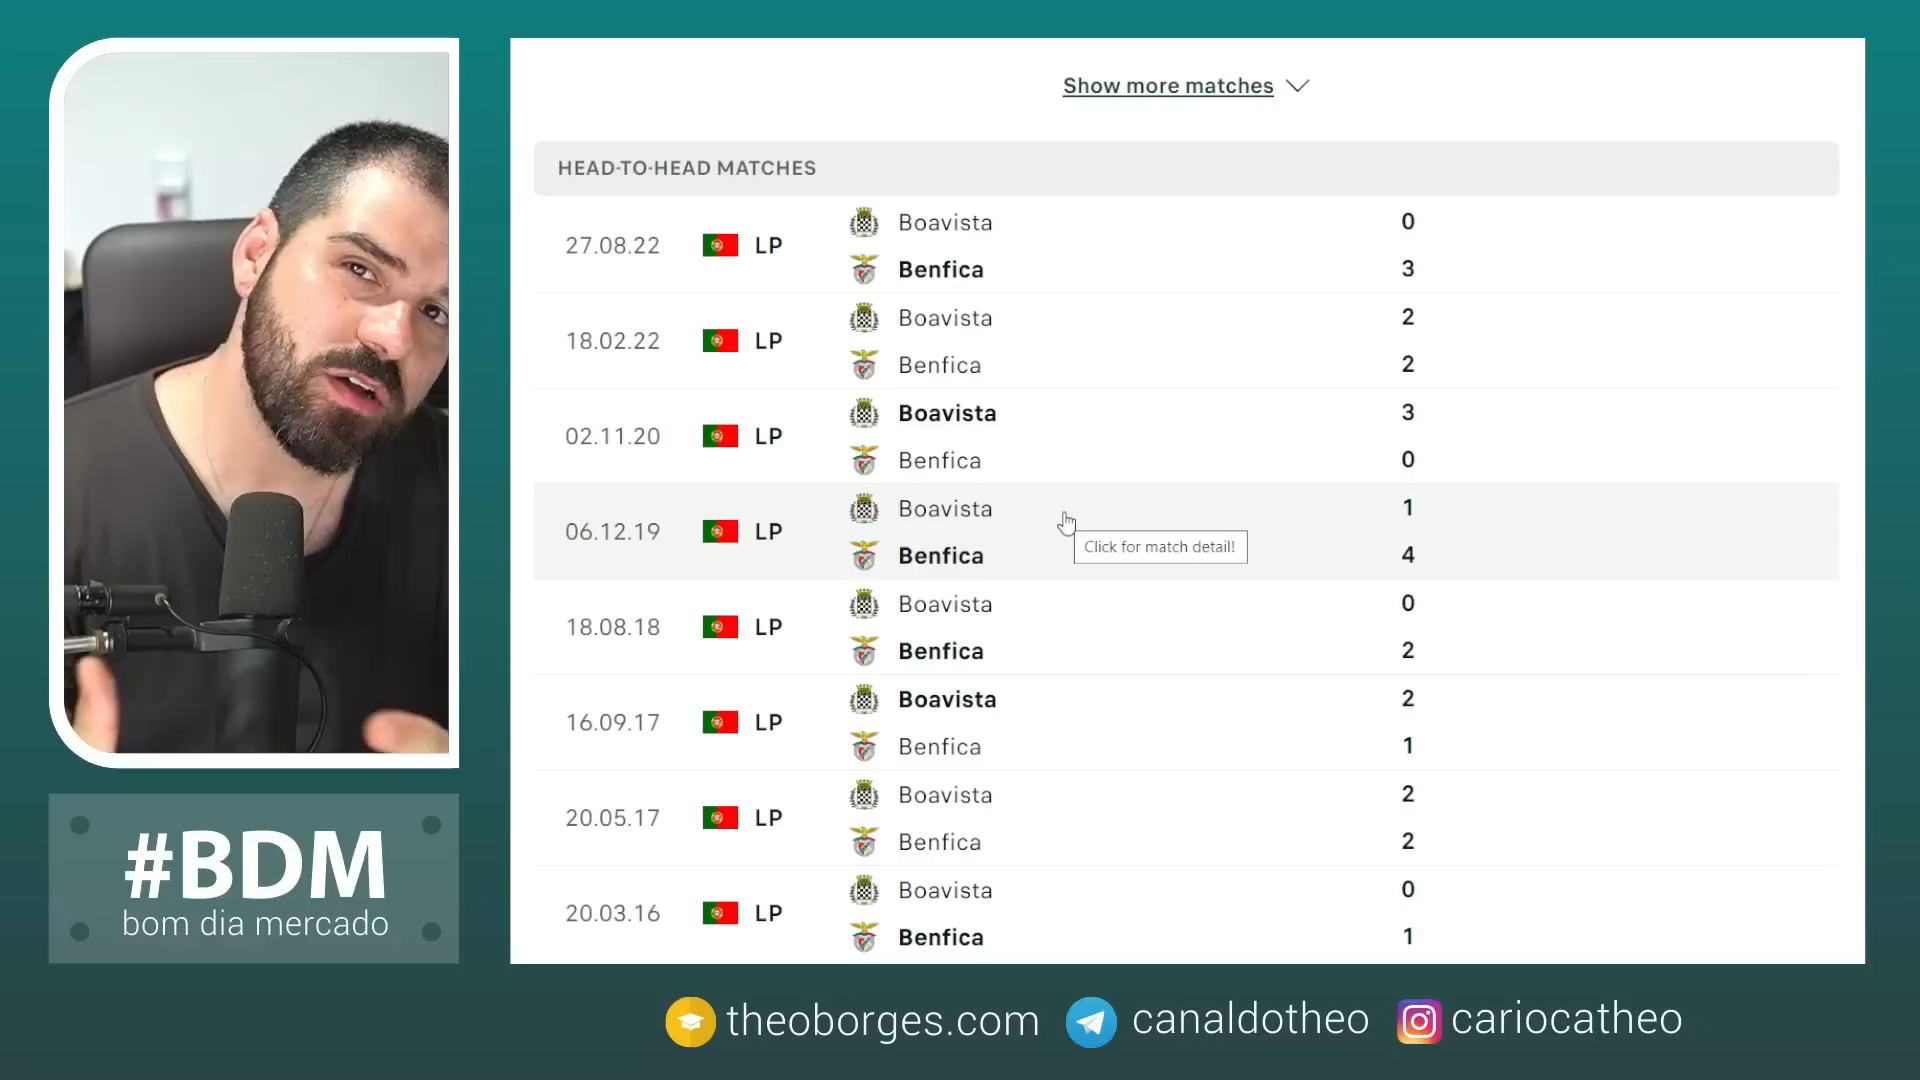 Show more matches
HEAD-TO-HEAD MATCHES
27.08.22 LP
Boavista 0
Benfica 3
18.02.22 LP
Boavista 2
Benfica 2
02.11.20 LP
Boavista 3
Benfica 0
06.12.19 LP
Boavista 1
Benfica 4
Click for match detail!
18.08.18 LP
Boavista 0
Benfica 2
16.09.17 LP
Boavista 2
Benfica 1
20.05.17 LP
Boavista 2
Benfica 2
20.03.16 LP
Boavista 0
Benfica 1
#BDM
bom dia mercado
theoborges.com canaldotheo cariocatheo